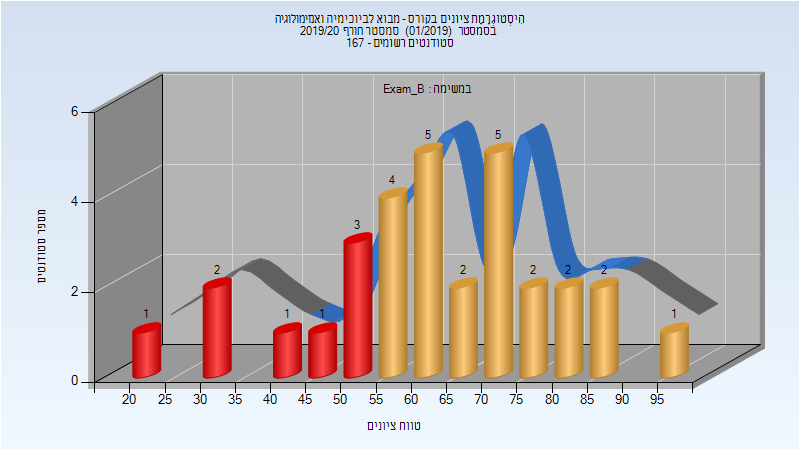 היסטוגרמת ציונים בקורס - מבוא לביוכימיה ואנזימולוגיה
בסמסטר (01/2019) סמסטר חורף 2019/20
סטודנטים רשומים - 167
במשימה : Exam_B
6
4
2
0
מספר סטודנטים
1
2
1
1
3
4
5
2
5
2
2
2
1
20 25 30 35 40 45 50 55 60 65 70 75 80 85 90 95
טווח ציונים